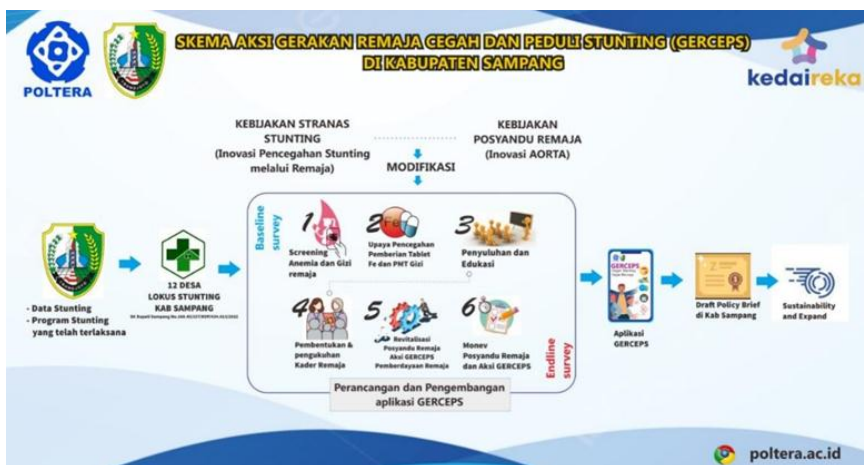 SKEMA AKSI GERAKAN REMAJA CEGAH DAN PEDULI STUNTING (GERCEPS)
DI KABUPATEN SAMPANG
POLTERA
kedaireka
KEBIJAKAN STRANAS
STUNTING
(Inovasi Pencegahan Stunting
melalui Remaja)
MODIFIKASI
KEBIJAKAN
POSYANDU REMAJA
(Inovasi AORTA)
- Data Stunting
- Program Stunting
yang telah terlaksana
12 DESA
LOKUS STUNTING
KAB SAMPANG
Baseline
survey
1
Screening
Anemia dan Gizi
remaja
2
Fe
Upaya Pencegahan
Pemberian Tablet
Fe dan PMT Gizi
3
Penyuluhan dan
Edukasi
4
Pembentukan &
pengukuhan
Kader Remaja
5
Revitalisasi
Posyandu Remaja
Aksi GERCEPS
Pemberdayaan Remaja
6
Monev
Posyandu Remaja
dan Aksi GERCEPS
Endline
survey
Perancangan dan Pengembangan
aplikasi GERCEPS
GERCEPS
Aplikasi
GERCEPS
Draft Policy Brief
di Kab Sampang
Sustainability
and Expand
poltera.ac.id